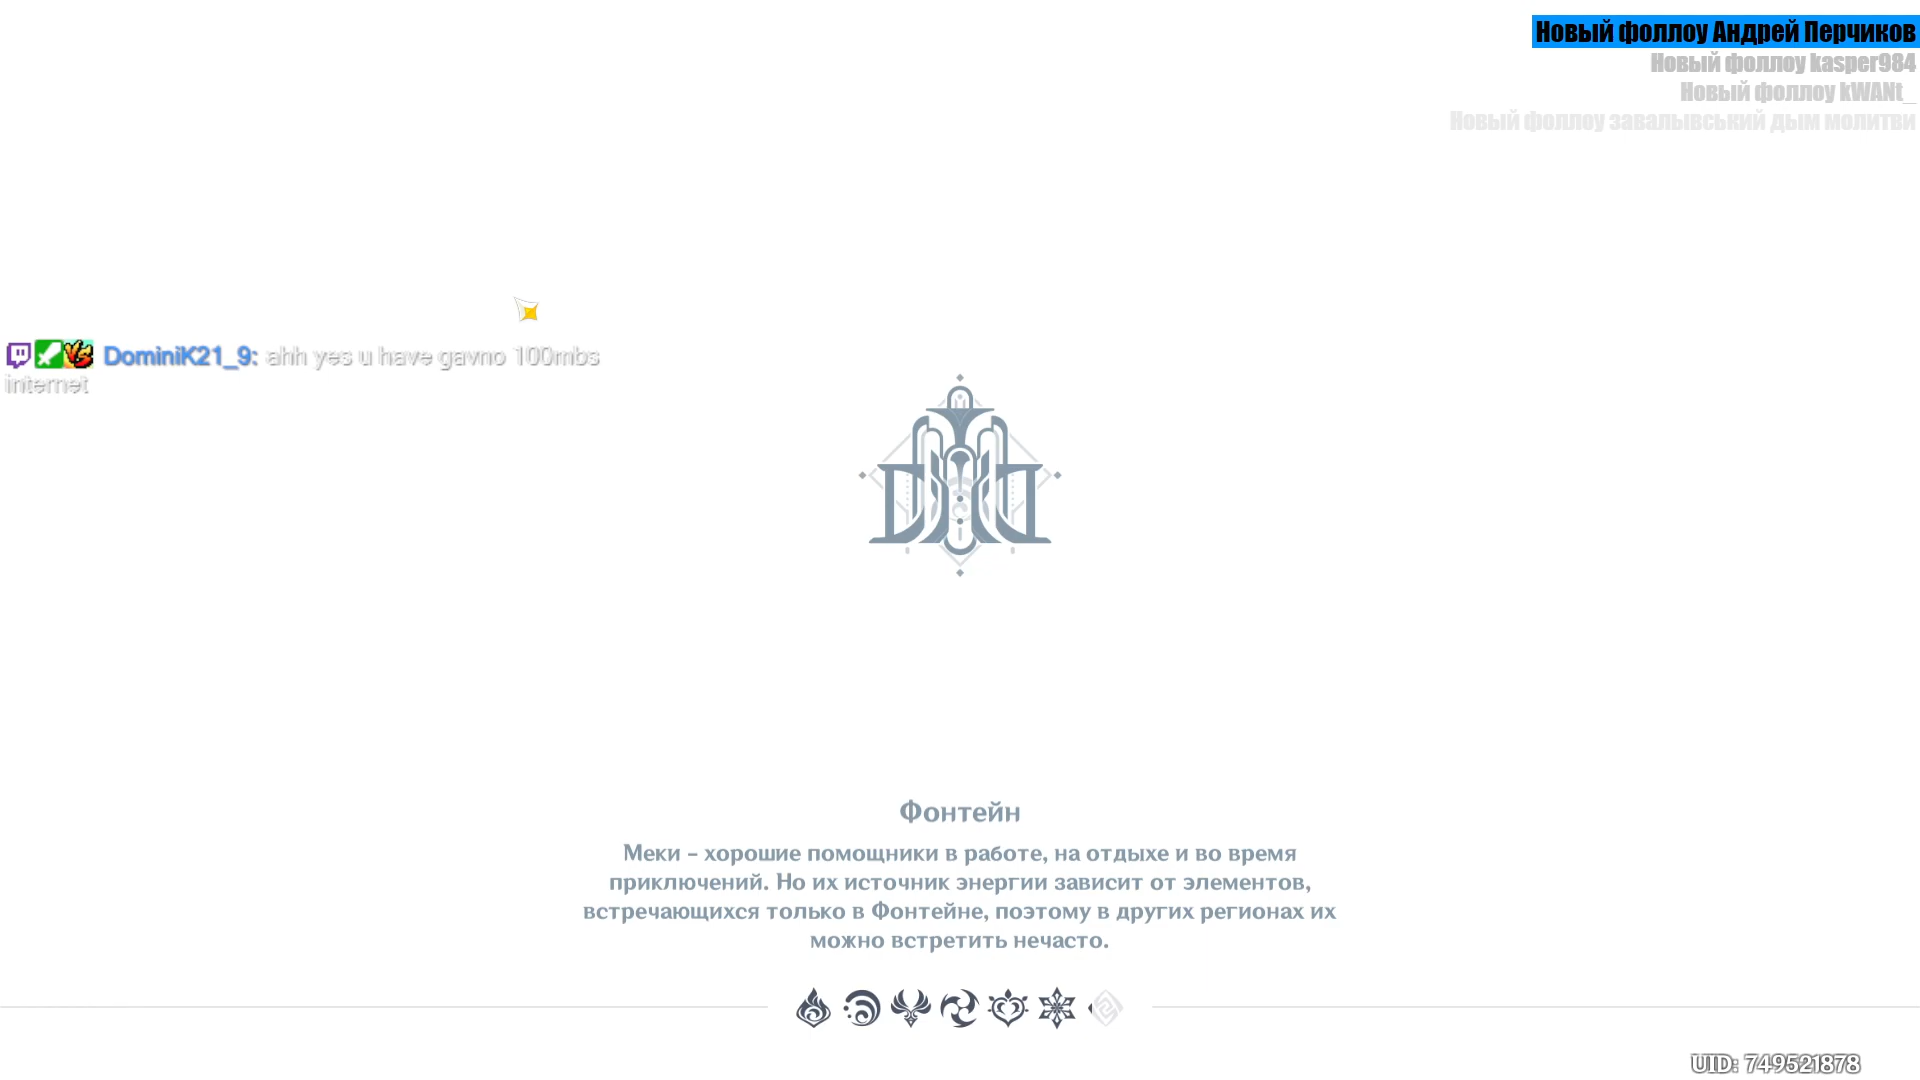 Новый фоллоу Андрей Перчиков
Новый фоллоу kasper984
Новый фоллоу kWANt_
Новый фоллоу завалывський дым молитви
DominiK21_9: ahh yes u have gavno 100mbs
internet
Фонтейн
Меки – хорошие помощники в работе, на отдыхе и во время
приключений. Но их источник энергии зависит от элементов,
встречающихся только в Фонтейне, поэтому в других регионах их
можно встретить нечасто.
UID: 749521878